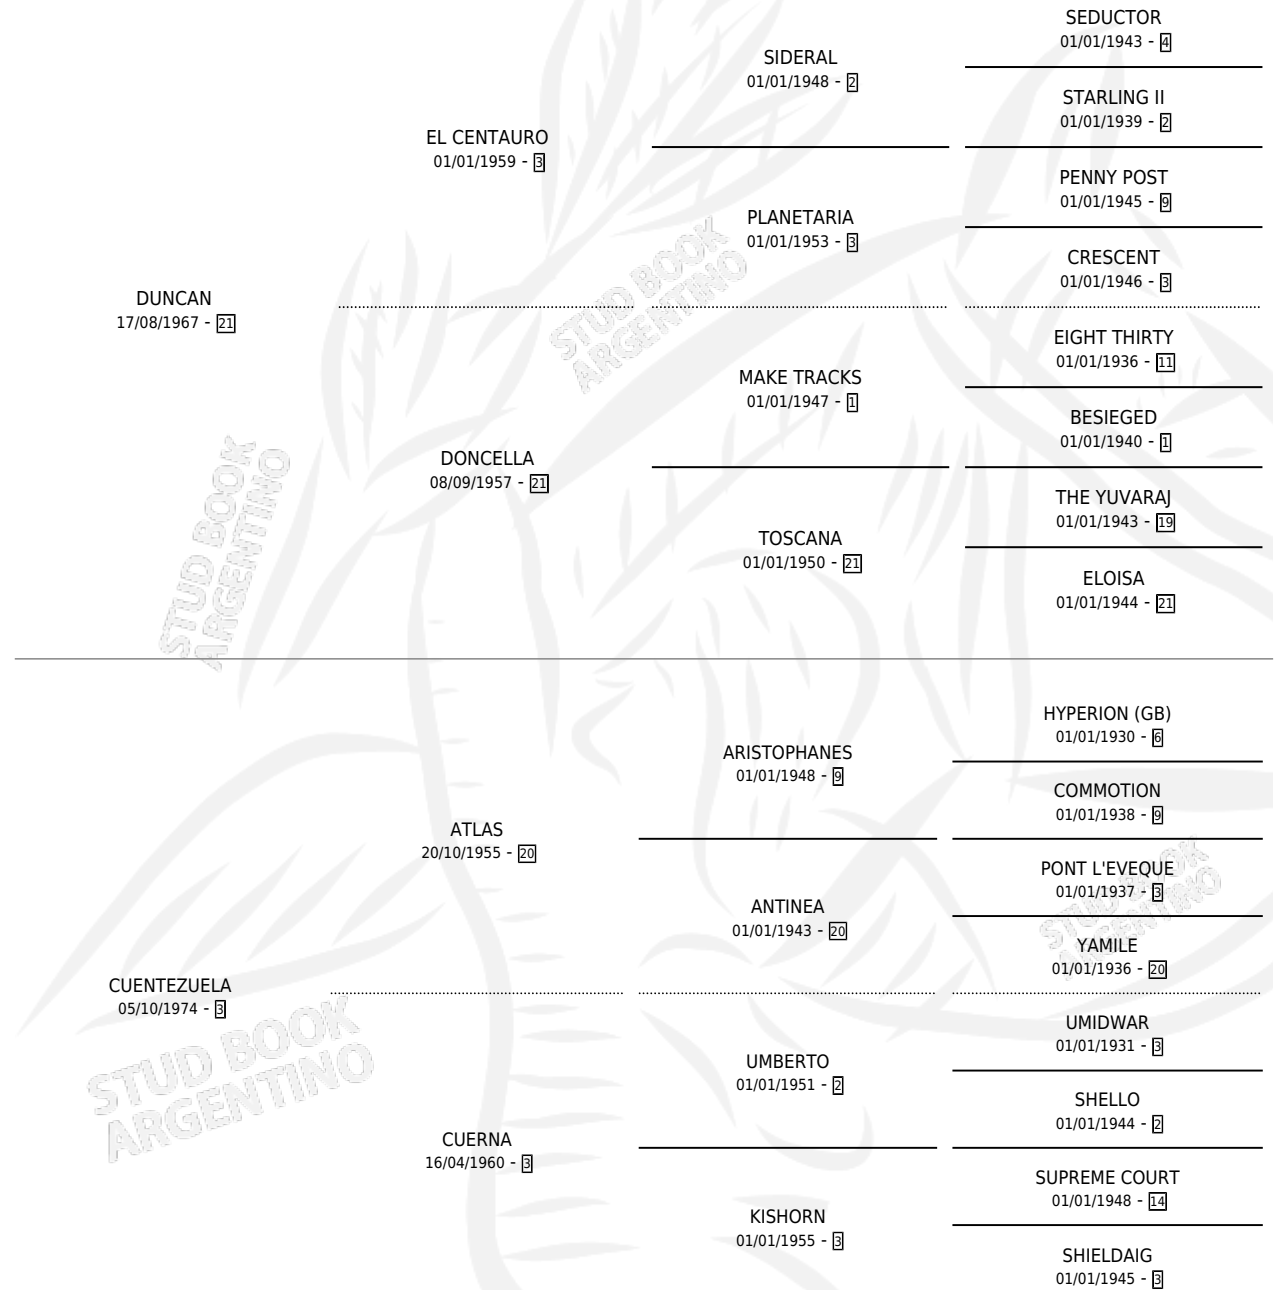 SEDUCTOR
01/01/1943 - 4
SIDERAL
01/01/1948 - 2
STARLING II
01/01/1939 - 2
EL CENTAURO
01/01/1959 - 3
PENNY POST
01/01/1945 - 9
PLANETARIA
01/01/1953 - 3
CRESCENT
01/01/1946 - 3
DUNCAN
17/08/1967 - 21
STUD BOOK
ARGENTINO
EIGHT THIRTY
01/01/1936 - 11
MAKE TRACKS
01/01/1947 - 1
BESIEGED
01/01/1940 - 1
DONCELLA
08/09/1957 - 21
THE YUVARAJ
01/01/1943 - 19
TOSCANA
01/01/1950 - 21
ELOISA
01/01/1944 - 21
STUD BOOK
ARGENTINO
HYPERION (GB)
01/01/1930 - 6
ARISTOPHANES
01/01/1948 - 9
COMMOTION
01/01/1938 - 9
ATLAS
20/10/1955 - 20
PONT L'EVEQUE
01/01/1937 - 3
ANTINEA
01/01/1943 - 20
STUD BOOK
ARGENTINO
YAMILE
01/01/1936 - 20
CUENTEZUELA
05/10/1974 - 3
UMIDWAR
01/01/1931 - 3
UMBERTO
01/01/1951 - 2
SHELLO
01/01/1944 - 2
STUD BOOK
ARGENTINO
CUERNA
16/04/1960 - 3
SUPREME COURT
01/01/1948 - 14
KISHORN
01/01/1955 - 3
SHIELDAIG
01/01/1945 - 3